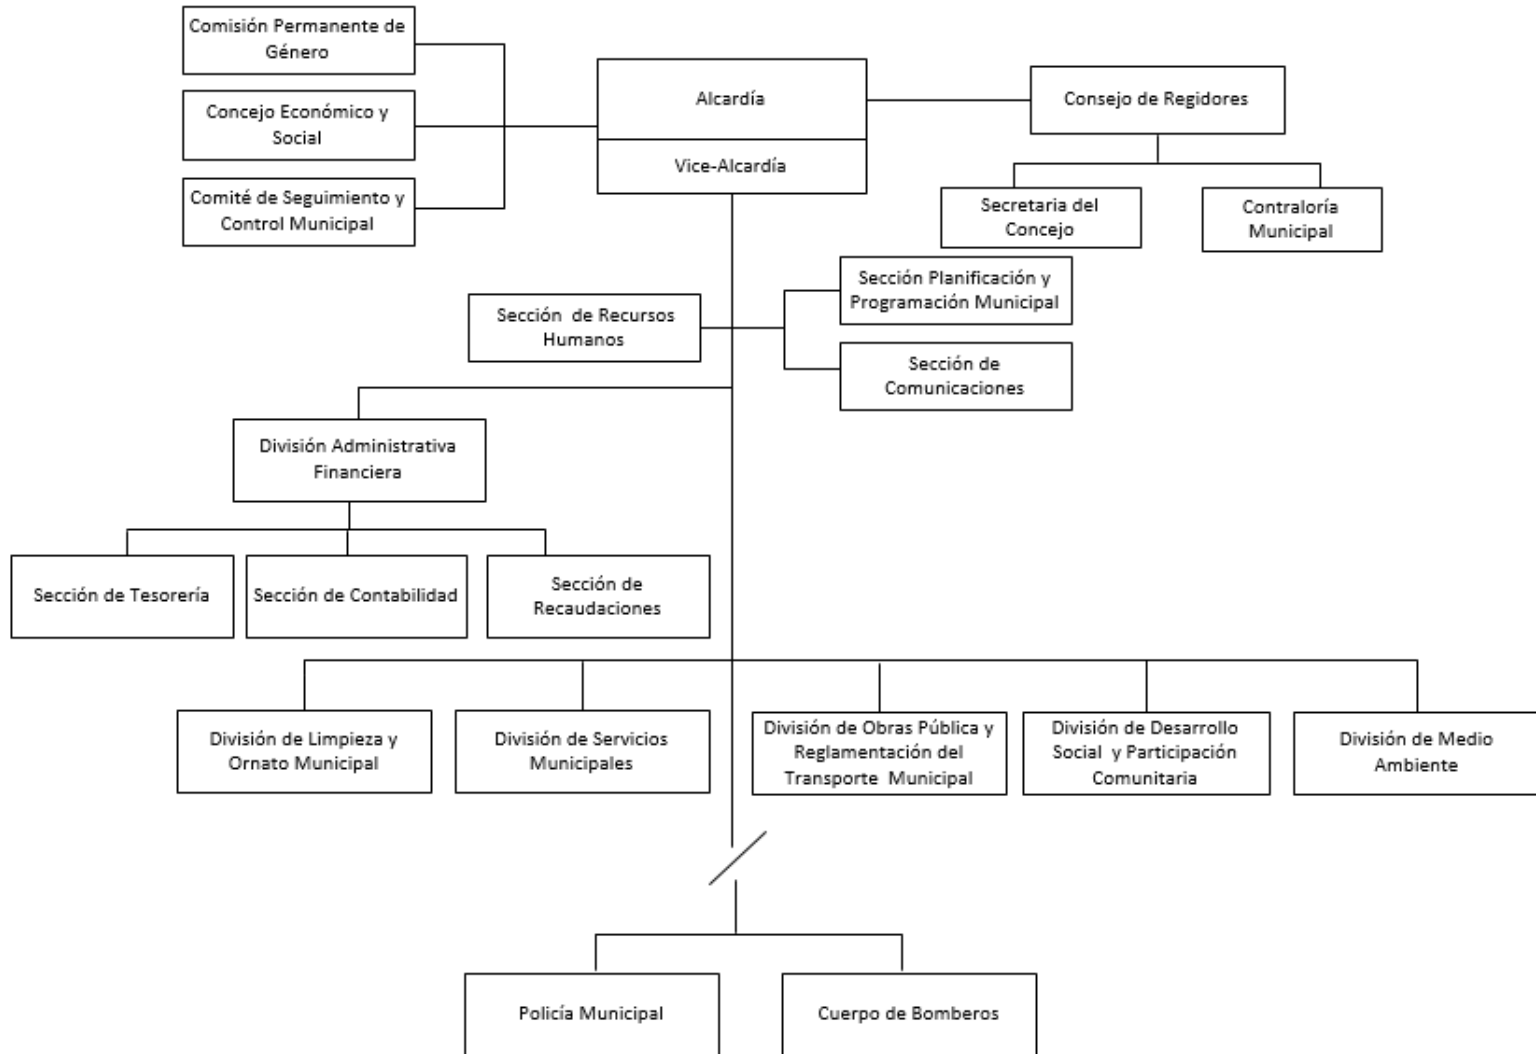 Comisión Permanente de
Género
Concejo Económico y
Social
Comité de Seguimiento y
Control Municipal
Alcardía
Vice-Alcardía
Consejo de Regidores
Secretaria del
Concejo
Contraloría
Municipal
Sección de Recursos
Humanos
Sección Planificación y
Programación Municipal
Sección de
Comunicaciones
División Administrativa
Financiera
Sección de Tesorería
Sección de Contabilidad
Sección de
Recaudaciones
División de Limpieza y
Ornato Municipal
División de Servicios
Municipales
División de Obras Pública y
Reglamentación del
Transporte Municipal
División de Desarrollo
Social y Participación
Comunitaria
División de Medio
Ambiente
Policía Municipal
Cuerpo de Bomberos